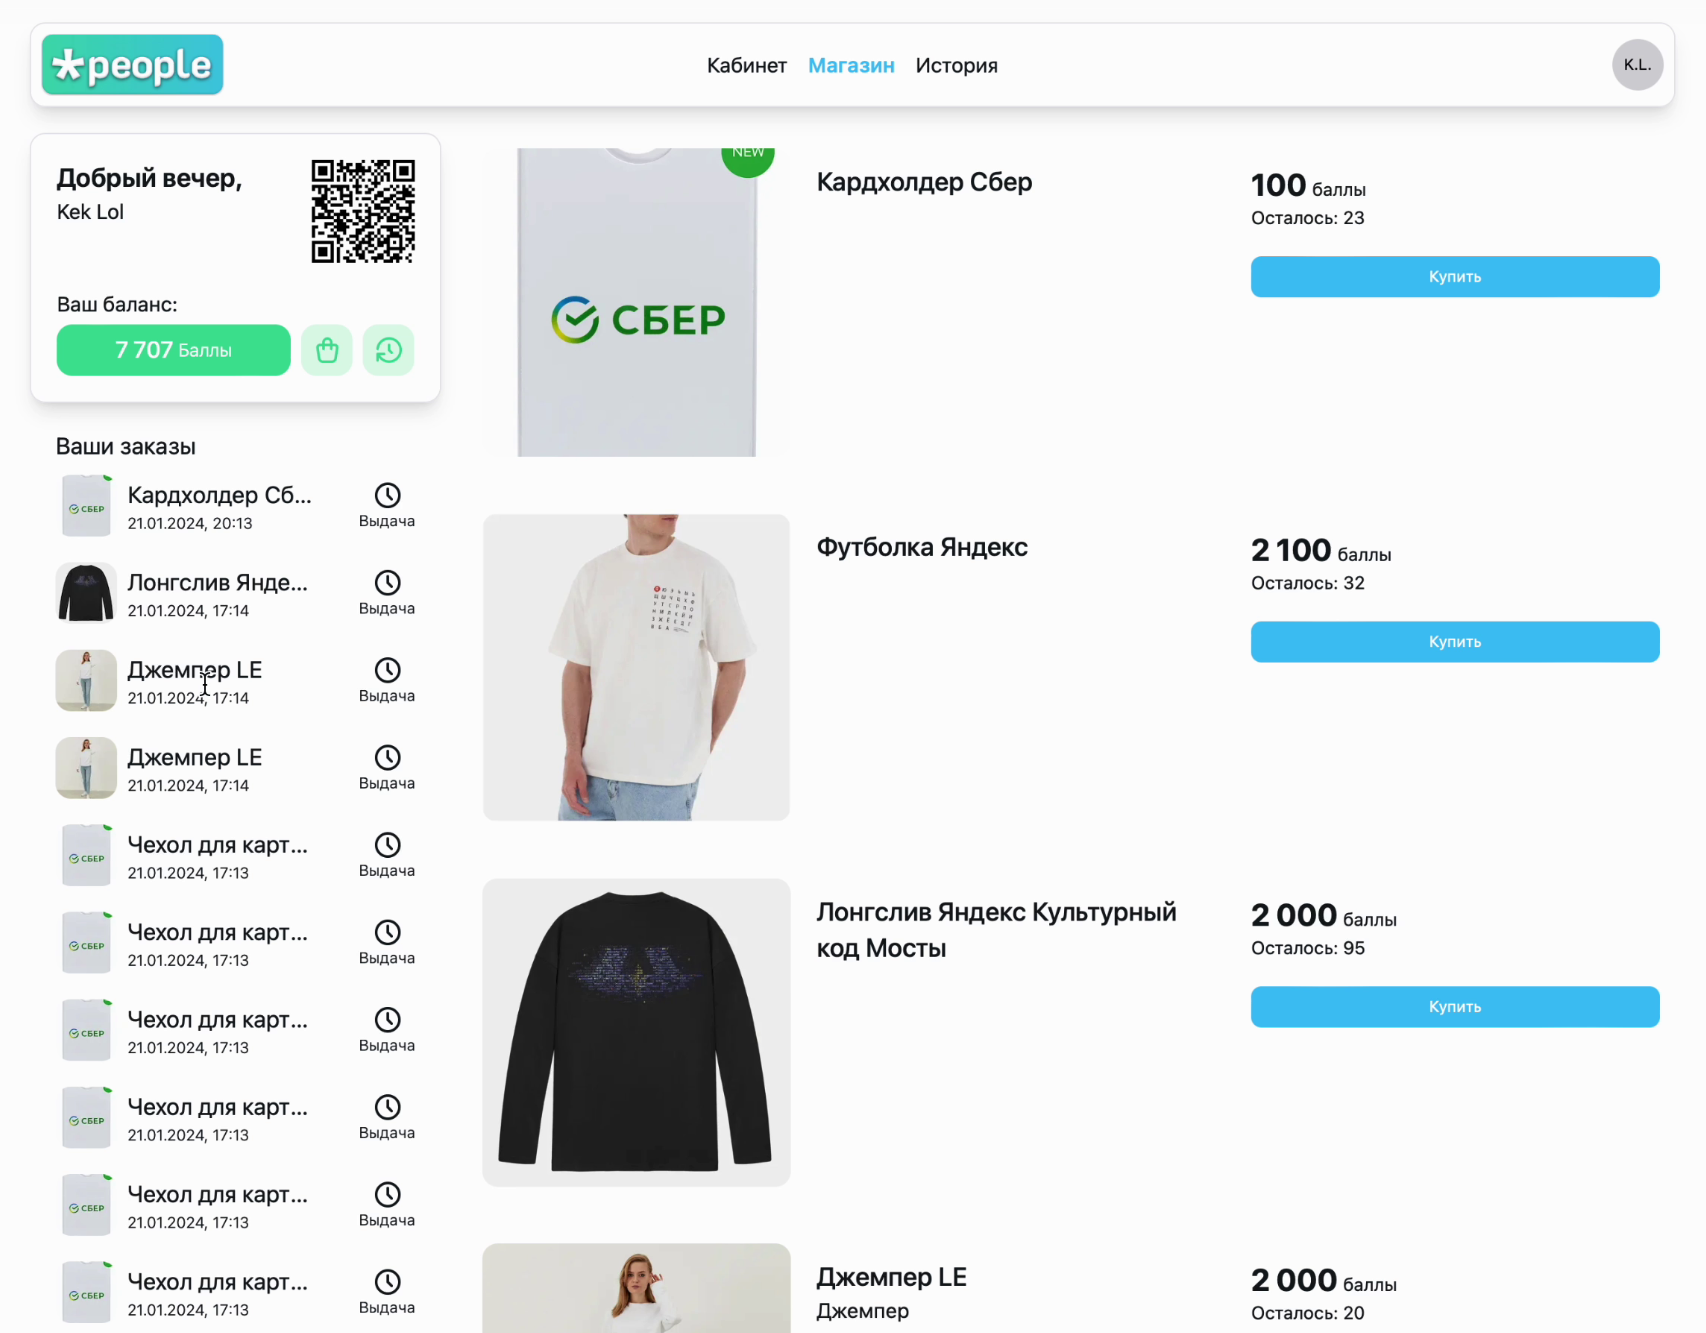 *people
Кабинет
Магазин
История
K.L.
Добрый вечер,
Kek Lol
Ваш баланс:
7 707 Баллы
Ваши заказы
Кардхолдер Сб...
21.01.2024, 20:13
Выдача
Лонгслив Янде...
21.01.2024, 17:14
Выдача
Джемпер LE
21.01.2024, 17:14
Выдача
Джемпер LE
21.01.2024, 17:14
Выдача
Чехол для карт...
21.01.2024, 17:13
Выдача
Чехол для карт...
21.01.2024, 17:13
Выдача
Чехол для карт...
21.01.2024, 17:13
Выдача
Чехол для карт...
21.01.2024, 17:13
Выдача
Чехол для карт...
21.01.2024, 17:13
Выдача
Чехол для карт...
21.01.2024, 17:13
Выдача
NEW
СБЕР
Кардхолдер Сбер
100 баллы
Осталось: 23
Купить
Футболка Яндекс
2 100 баллы
Осталось: 32
Купить
Лонгслив Яндекс Культурный
код Мосты
2 000 баллы
Осталось: 95
Купить
Джемпер LE
Джемпер
2 000 баллы
Осталось: 20